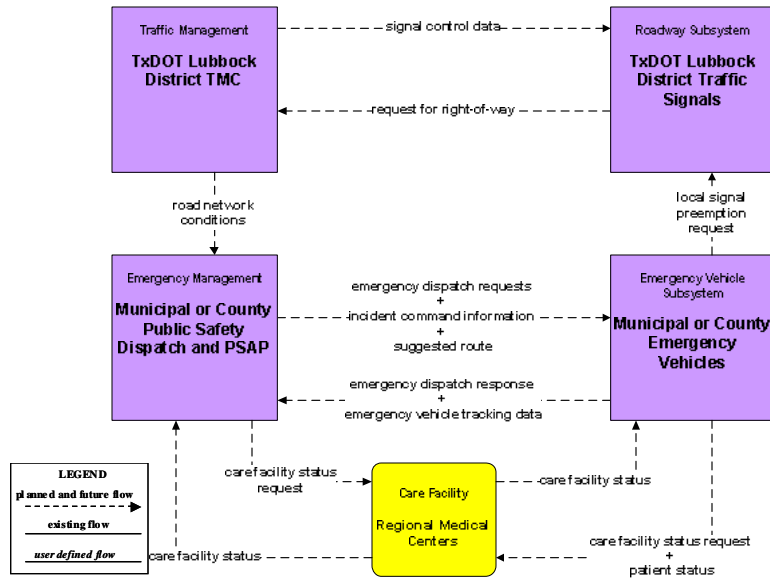 Traffic Management
TxDOT Lubbock
District TMC
signal control data
Roadway Subsystem
TxDOT Lubbock
District Traffic
Signals
request for right-of-way
road network
conditions
local signal
preemption
request
Emergency Management
Municipal or County
Public Safety
Dispatch and PSAP
emergency dispatch requests
+
incident command information
+
suggested route
Emergency Vehicle
Subsystem
Municipal or County
Emergency
Vehicles
emergency dispatch response
+
emergency vehicle tracking data
LEGEND
planned and future flow
existing flow
user defined flow
care facility status
request
Care Facility
Regional Medical
Centers
care facility status
care facility status
care facility status request
+
patient status